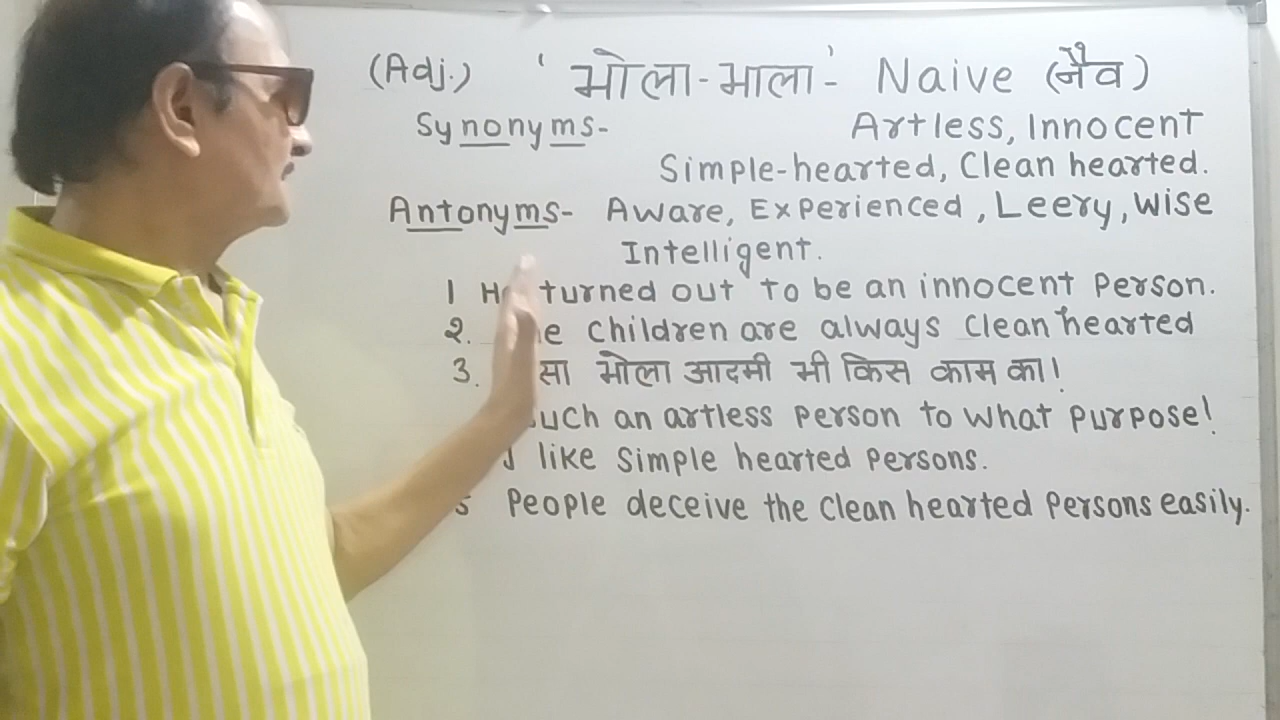 (Adj.) 'भोला-भाला'- Naive (नैव)
Synonyms- Artless, Innocent
Simple-hearted, Clean hearted.
Antonyms- Aware, Experienced, Leery, Wise
Intelligent.
1 turned out to be an innocent Person.
2. Children are always Clean hearted
3. भोला आदमी भी किस काम का!
an artless Person to what purpose!
like Simple hearted Persons.
5 People deceive the Clean hearted Persons easily.